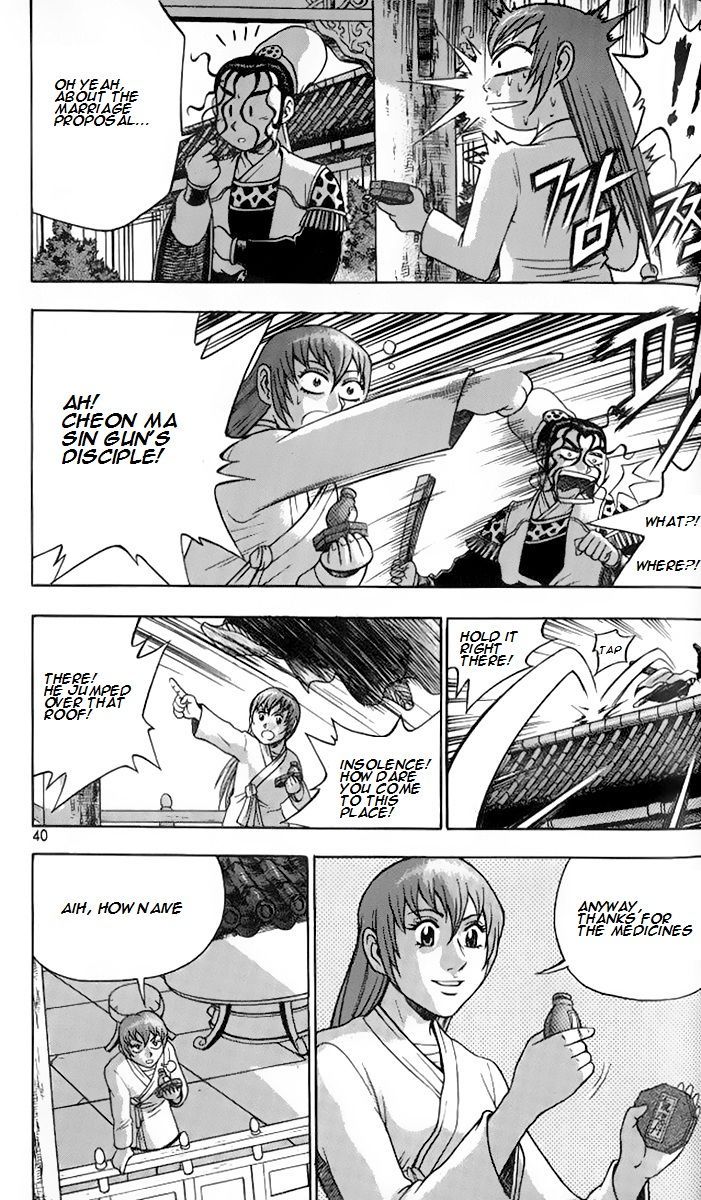 OH YEAH,
ABOUT THE
MARRIAGE
PROPOSAL...
깜
쩍
AH!
CHEON MA
SIN GUN'S
DISCIPLE!
WHAT?!
WHERE?!
THERE!
HE JUMPED
OVER THAT
ROOF!
INSOLENCE!
HOW DARE
YOU COME
TO THIS
PLACE!
HOLD IT
RIGHT
THERE!
TAP
40
AIH, HOW NAIVE
ANYWAY,
THANKS FOR
THE MEDICINES